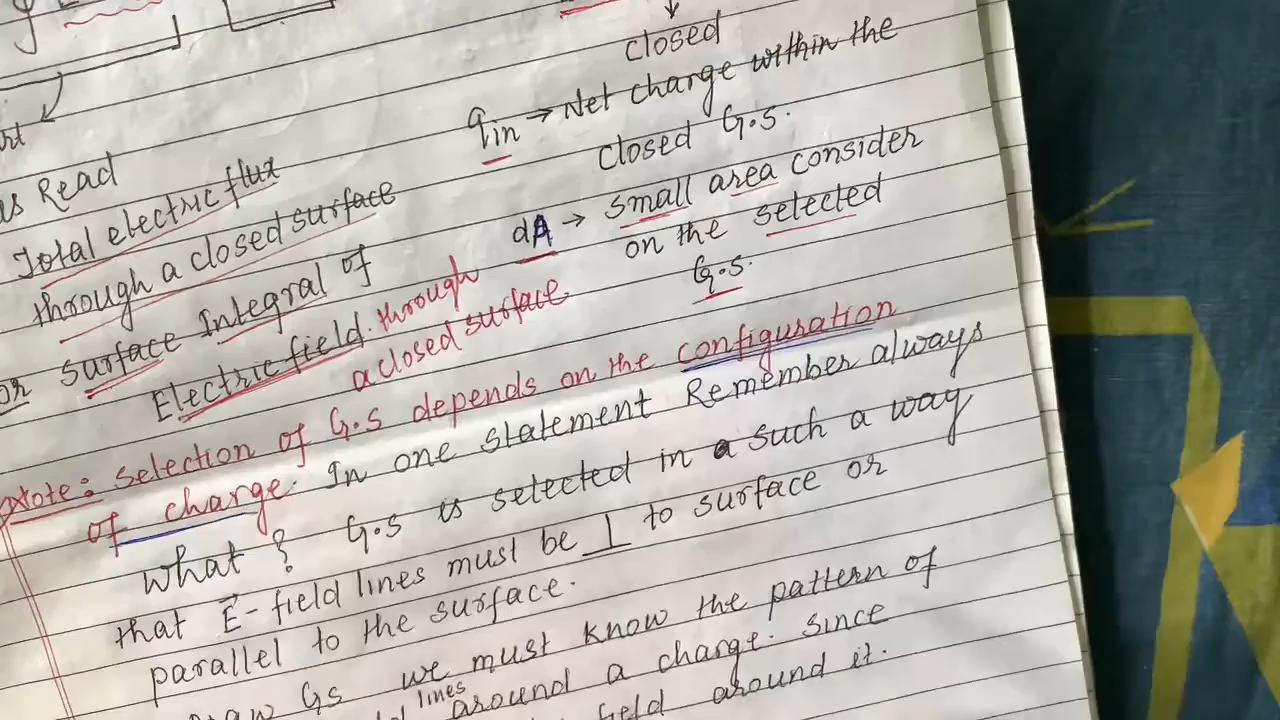 closed
qin → Net charge within the
closed G.S.
dA → small area consider
on the selected
G.S.
as Read
Total electric flux
through a closed surface
or surface Integral of
Electric field through
a closed surface
Note: Selection of G.S depends on the configuration
of charge. In one statement Remember always
what? G.S is selected in a such a way
that E⃗-field lines must be ⊥ to surface or
parallel to the surface.
Gs we must know the pattern of
lines
around a charge. since
field around it.